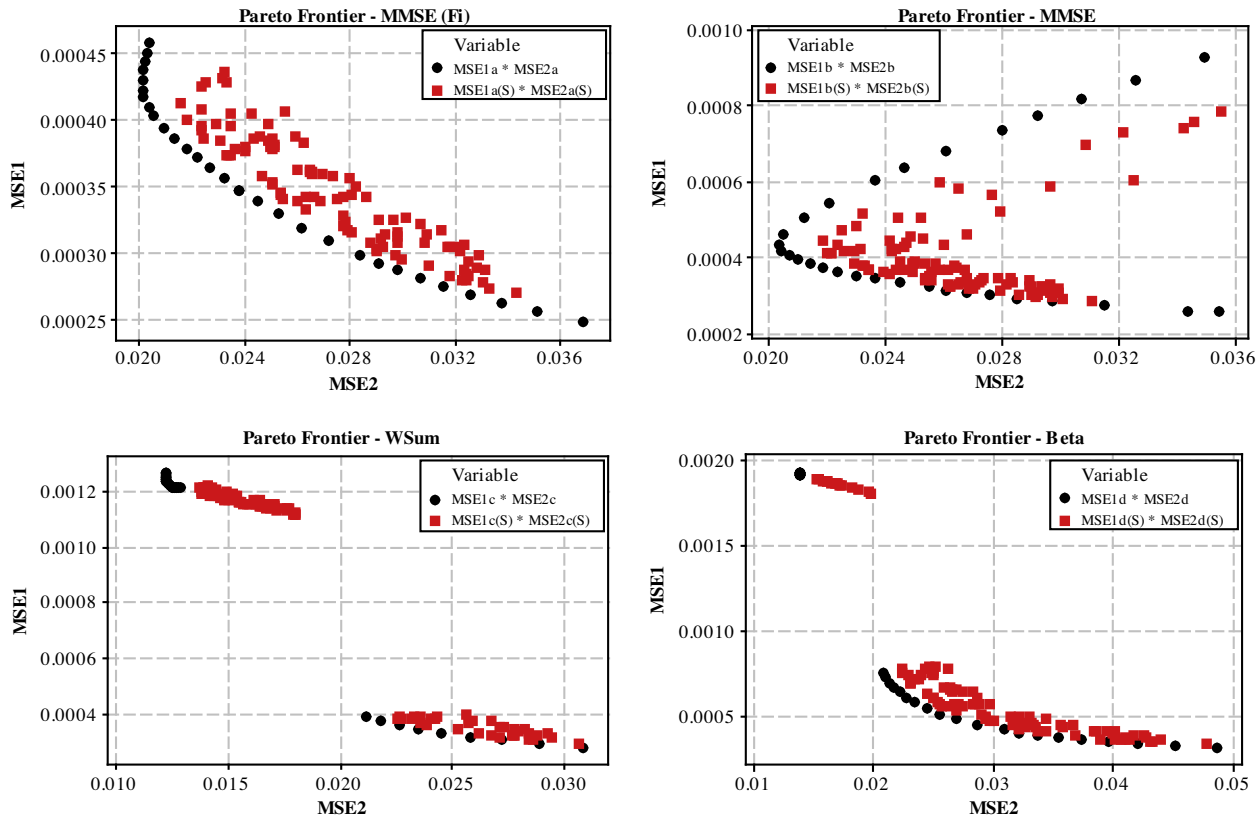 Pareto Frontier - MMSE (Fi)
MSE1
0.00045
0.00040
0.00035
0.00030
0.00025
0.020
0.024
0.028
0.032
0.036
MSE2
Variable
MSE1a * MSE2a
MSE1a(S) * MSE2a(S)
Pareto Frontier - MMSE
MSE1
0.0010
0.0008
0.0006
0.0004
0.0002
0.020
0.024
0.028
0.032
0.036
MSE2
Variable
MSE1b * MSE2b
MSE1b(S) * MSE2b(S)
Pareto Frontier - WSum
MSE1
0.0012
0.0010
0.0008
0.0006
0.0004
0.010
0.015
0.020
0.025
0.030
MSE2
Variable
MSE1c * MSE2c
MSE1c(S) * MSE2c(S)
Pareto Frontier - Beta
MSE1
0.0020
0.0015
0.0010
0.0005
0.01
0.02
0.03
0.04
0.05
MSE2
Variable
MSE1d * MSE2d
MSE1d(S) * MSE2d(S)